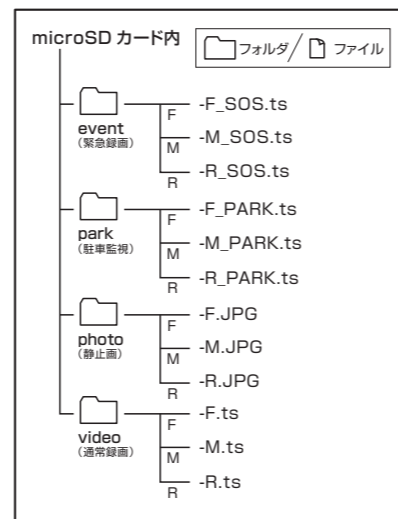 microSD カード内
フォルダ/ファイル
F -F_SOS.ts
event
(緊急録画)
M -M_SOS.ts
R -R_SOS.ts
F -F_PARK.ts
park
(駐車監視)
M -M_PARK.ts
R -R_PARK.ts
F -F.JPG
photo
(静止画)
M -M.JPG
R -R.JPG
F -F.ts
video
(通常録画)
M -M.ts
R -R.ts